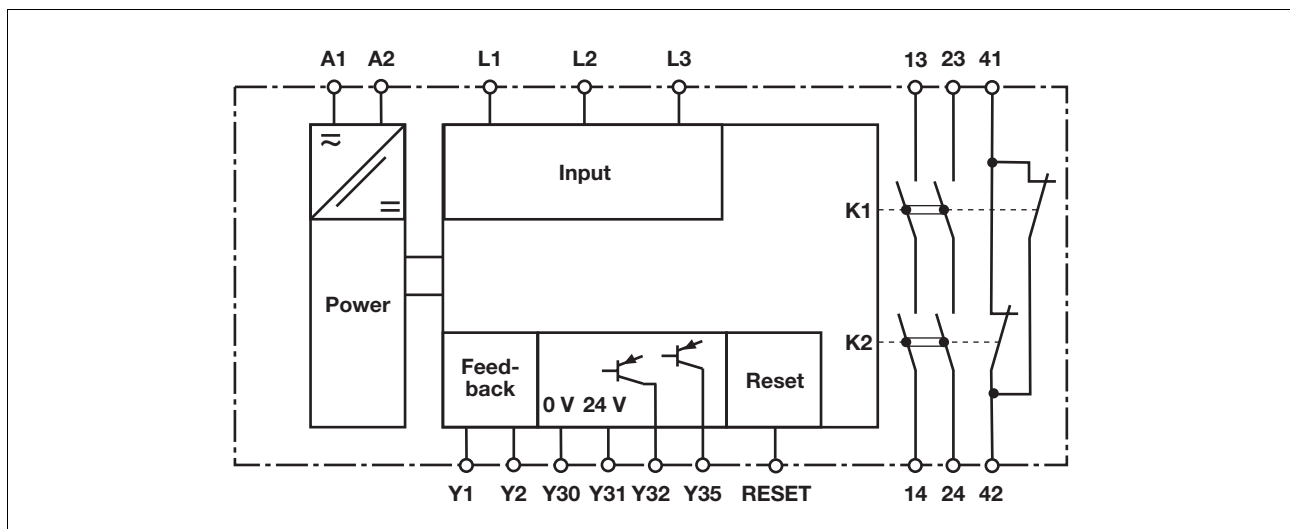 A1 A2 L1 L2 L3 13 23 41
Input
K1
Power
K2
Feed-
back
Reset
0 V 24 V
Y1 Y2 Y30 Y31 Y32 Y35 RESET 14 24 42